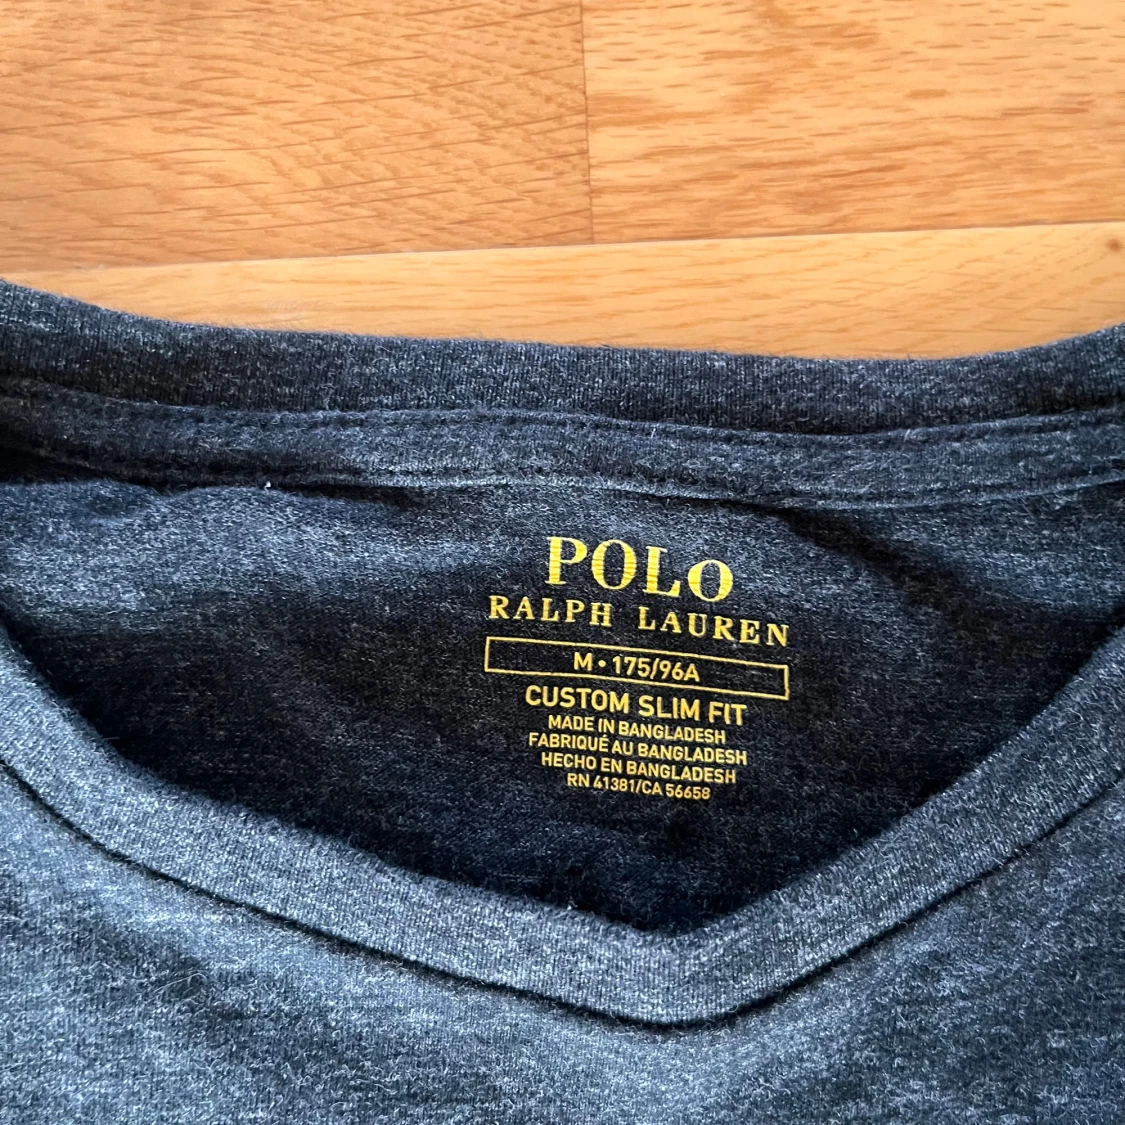 POLO
RALPH LAUREN
M • 175/96A
CUSTOM SLIM FIT
MADE IN BANGLADESH
FABRIQUÉ AU BANGLADESH
HECHO EN BANGLADESH
RN 41381/CA 56658